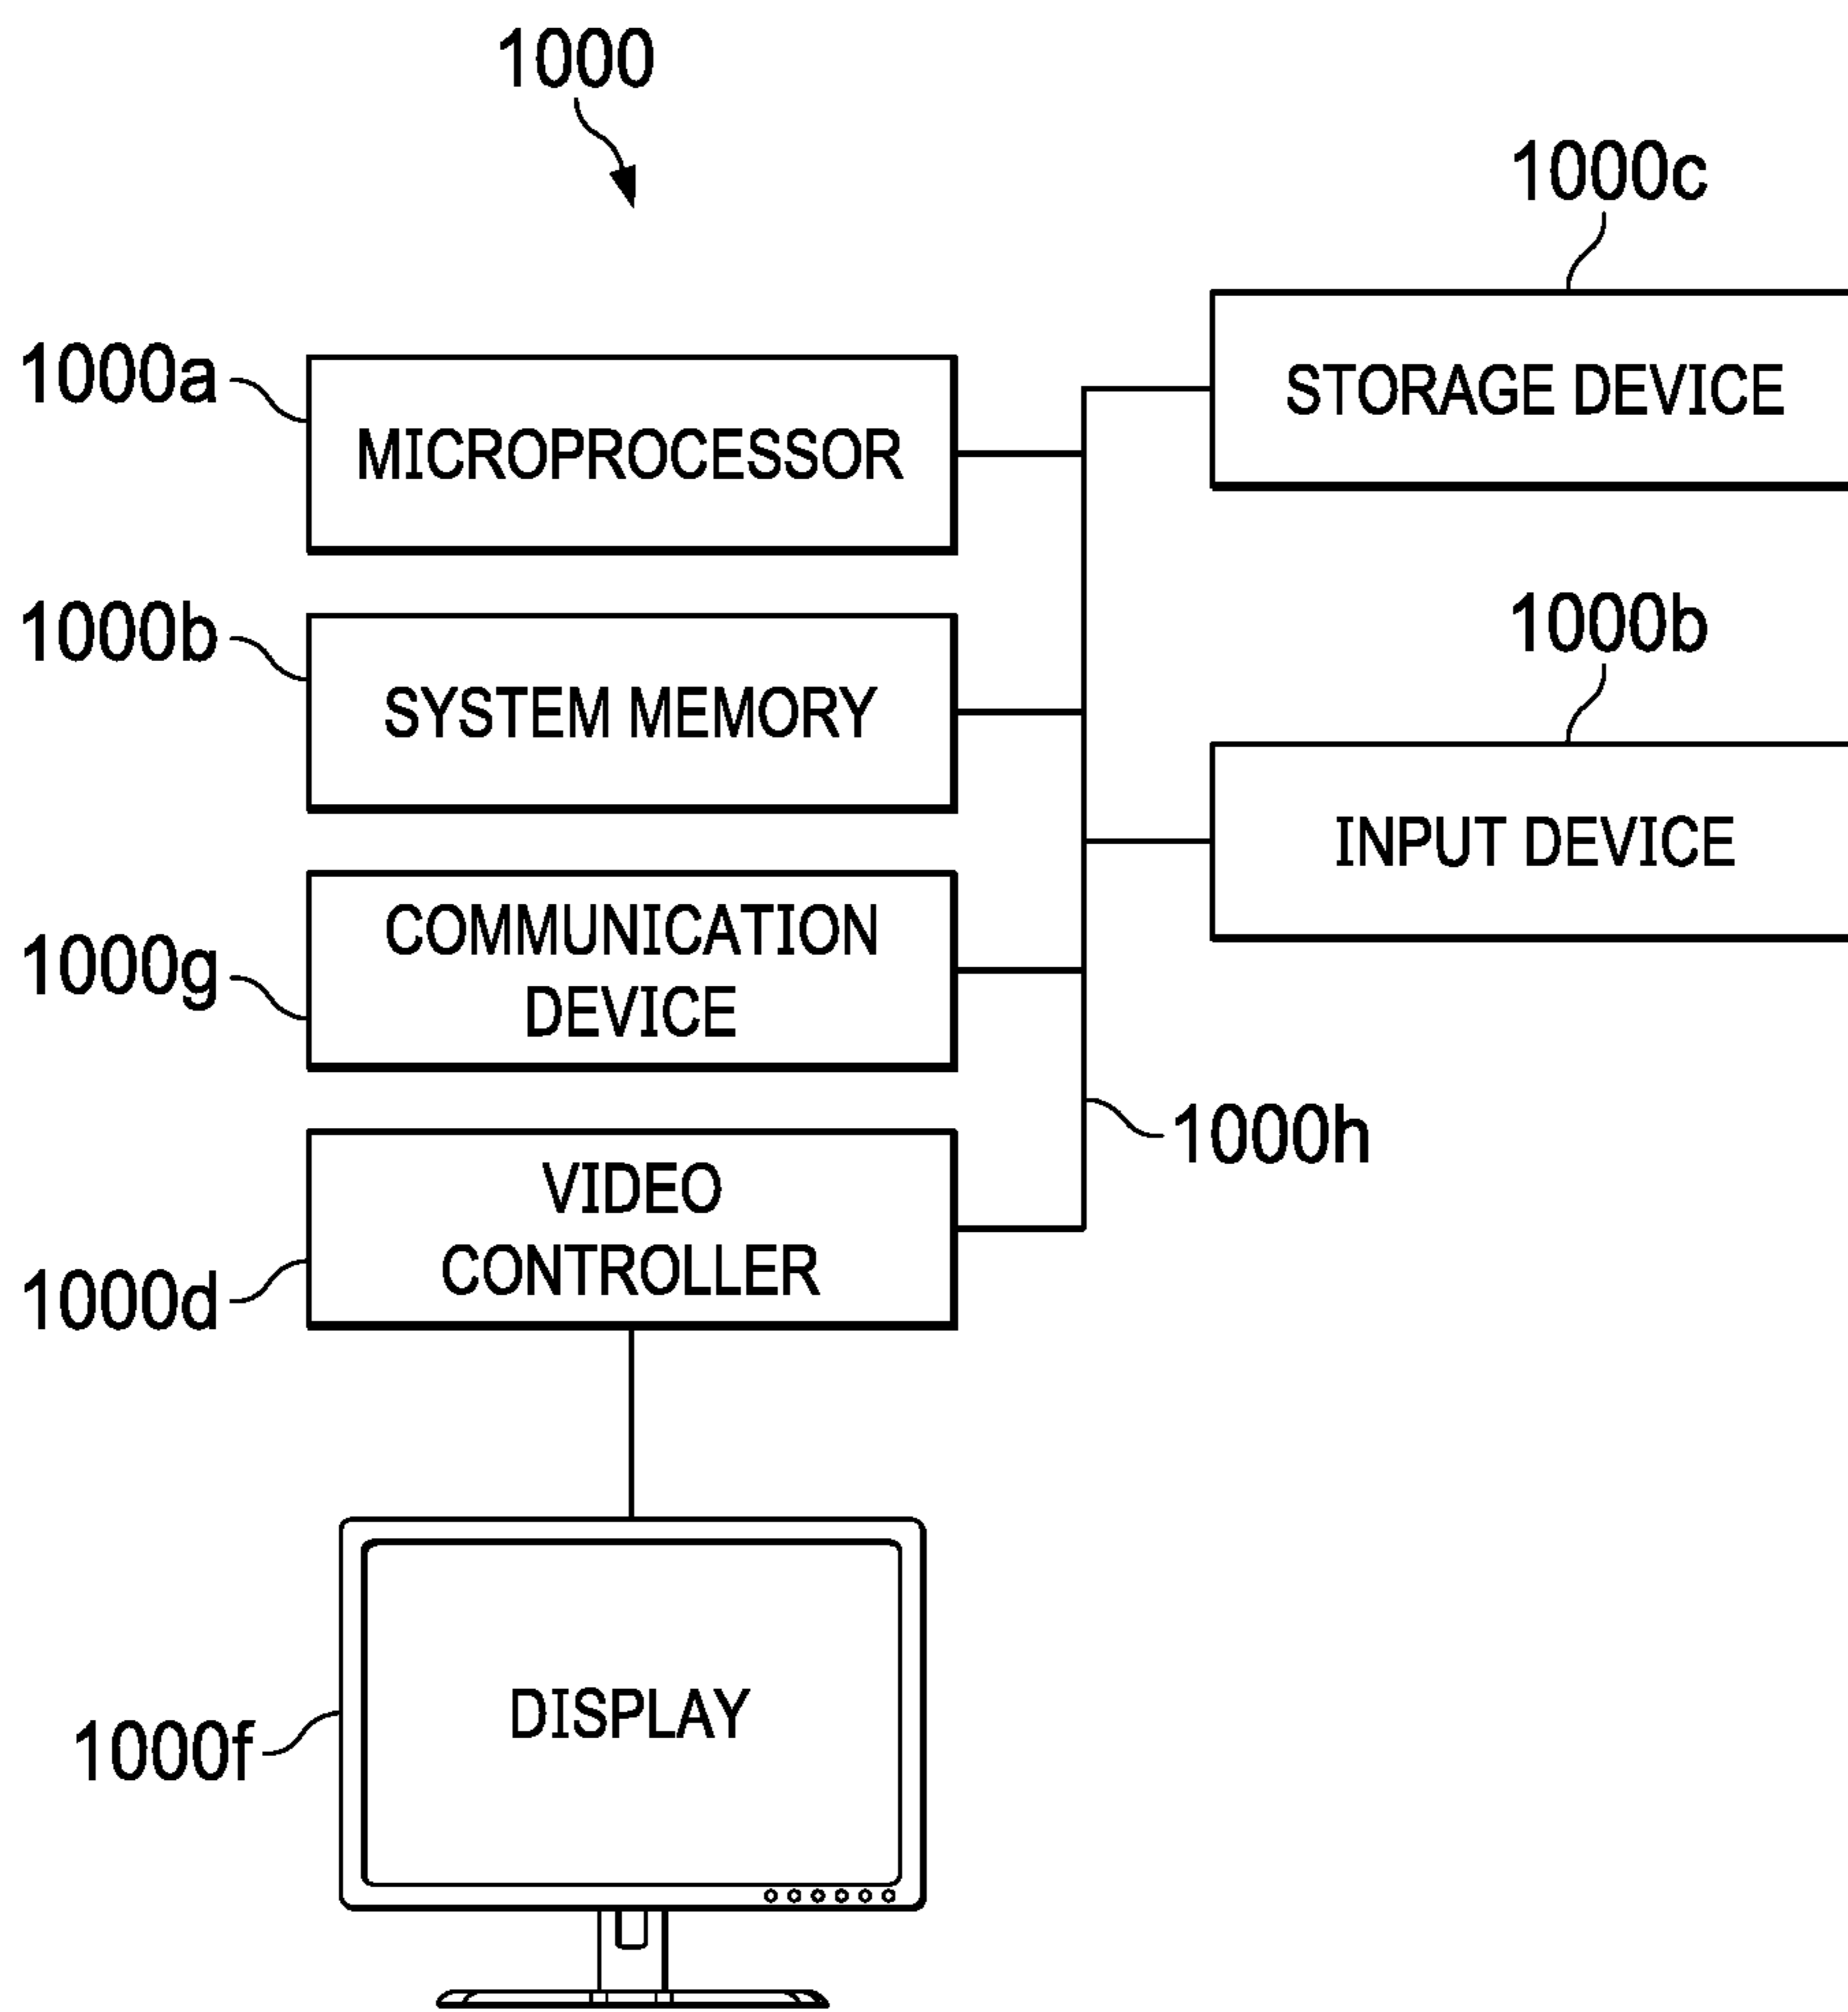 1000
1000c
1000a
MICROPROCESSOR
STORAGE DEVICE
1000b
SYSTEM MEMORY
1000b
INPUT DEVICE
1000g
COMMUNICATION
DEVICE
1000h
VIDEO
CONTROLLER
1000d
DISPLAY
1000f